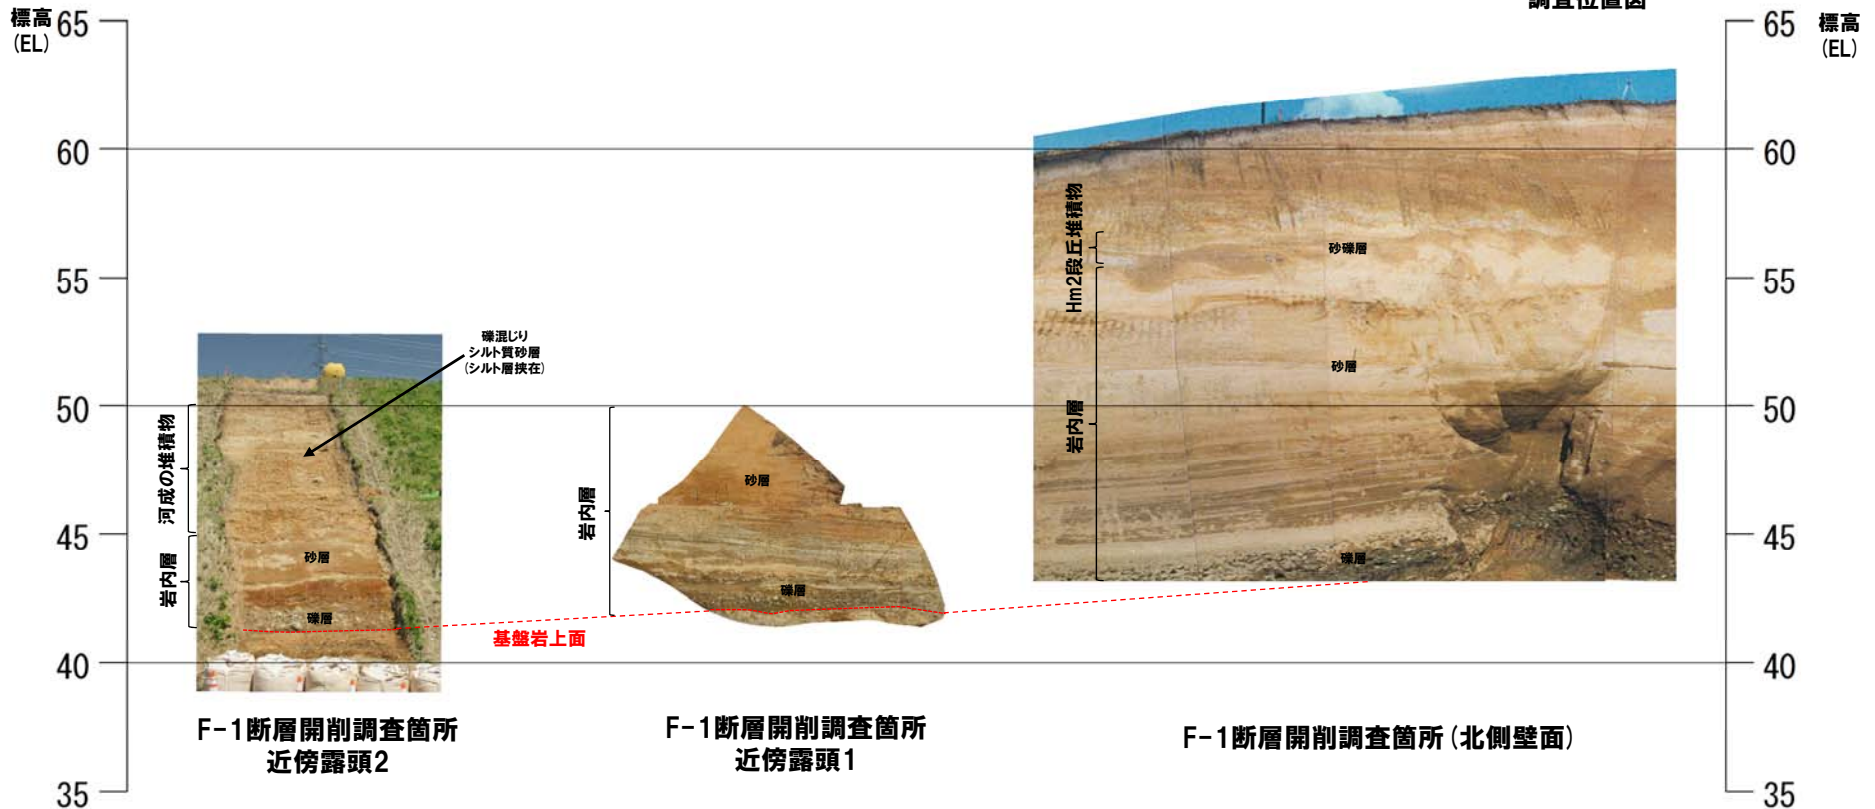 調査位置図
標高
(EL)
65
60
55
50
45
40
35
65
60
55
50
45
40
35
標高
(EL)
礫混じり
シルト質砂層
(シルト層挟在)
河成の堆積物
岩内層
砂層
礫層
基盤岩上面
岩内層
砂層
礫層
Hm2段丘堆積物
岩内層
砂礫層
砂層
礫層
F-1断層開削調査箇所
近傍露頭2
F-1断層開削調査箇所
近傍露頭1
F-1断層開削調査箇所(北側壁面)